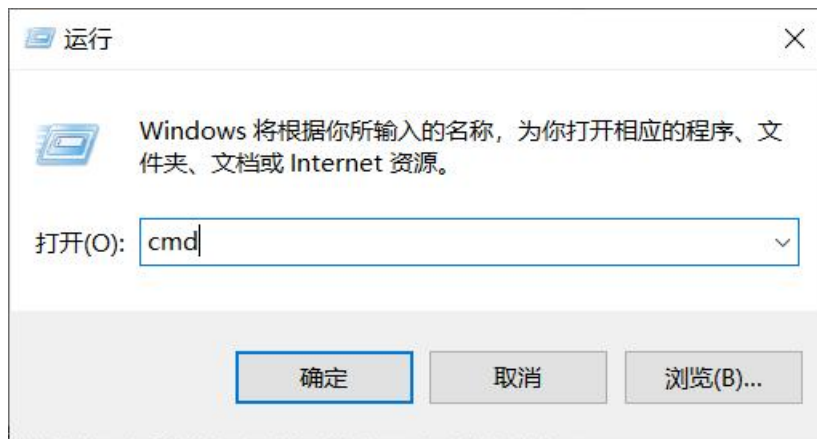 运行
Windows 将根据你所输入的名称，为你打开相应的程序、文
件夹、文档或 Internet 资源。
打开(O): cmd
确定 取消 浏览(B)...